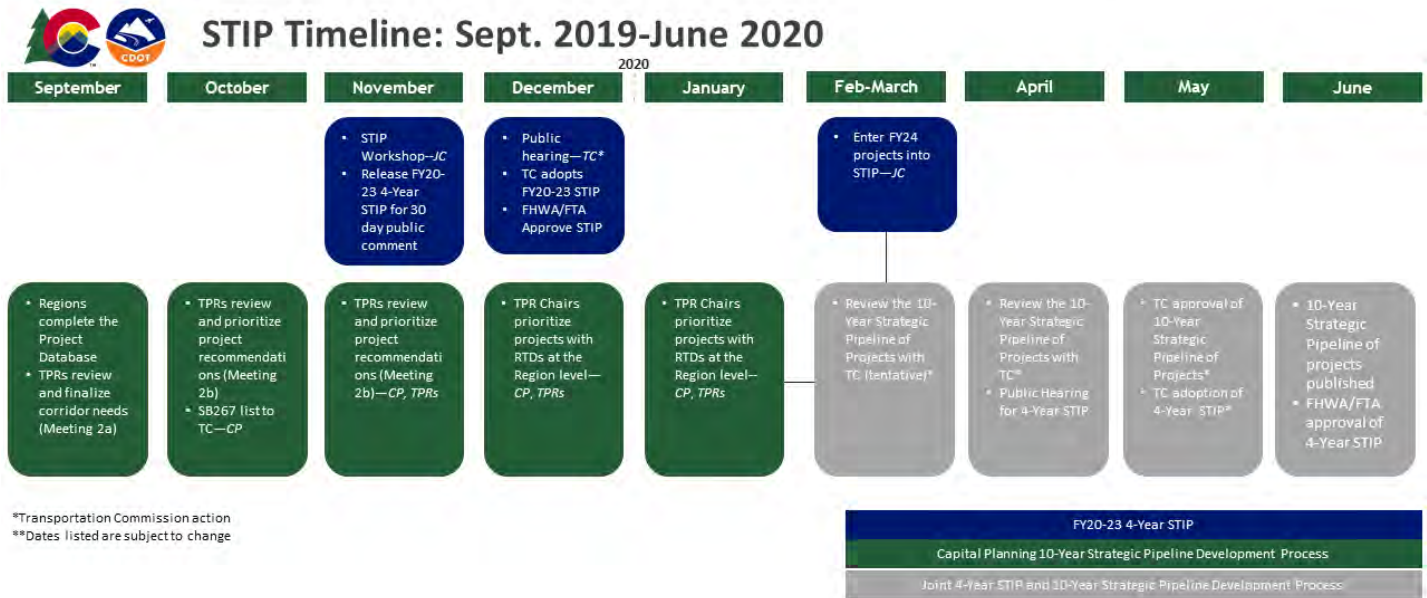 CDOT
STIP Timeline: Sept. 2019-June 2020
2020
September
October
November
December
January
Feb-March
April
May
June
• STIP
Workshop--JC
• Release FY20-
23 4-Year
STIP for 30
day public
comment
• Public
hearing—TC*
• TC adopts
FY20-23 STIP
• FHWA/FTA
Approve STIP
• Enter FY24
projects into
STIP—JC
• Regions
complete the
Project
Database
• TPRs review
and finalize
corridor needs
(Meeting 2a)
• TPRs review
and prioritize
project
recommendati
ons (Meeting
2b)
• SB267 list to
TC—CP
• TPRs review
and prioritize
project
recommendati
ons (Meeting
2b)—CP, TPRs
• TPR Chairs
prioritize
projects with
RTDs at the
Region level—
CP, TPRs
• TPR Chairs
prioritize
projects with
RTDs at the
Region level--
CP, TPRs
• Review the 10-
Year Strategic
Pipeline of
Projects with
TC (tentative)*
• Review the 10-
Year Strategic
Pipeline of
Projects with
TC*
• Public Hearing
for 4-Year STIP
• TC approval of
10-Year
Strategic
Pipeline of
Projects*
• TC adoption of
4-Year STIP*
• 10-Year
Strategic
Pipeline of
projects
published
• FHWA/FTA
approval of
4-Year STIP
*Transportation Commission action
**Dates listed are subject to change
FY20-23 4-Year STIP
Capital Planning 10-Year Strategic Pipeline Development Process
Joint 4-Year STIP and 10-Year Strategic Pipeline Development Process